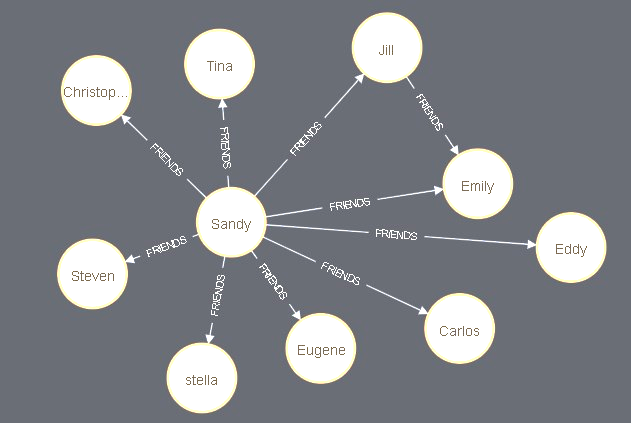 Jill
Tina
Christop...
FRIENDS
FRIENDS
FRIENDS
FRIENDS
Emily
FRIENDS
Sandy
FRIENDS
Eddy
FRIENDS
Steven
FRIENDS
FRIENDS
FRIENDS
Carlos
Eugene
stella